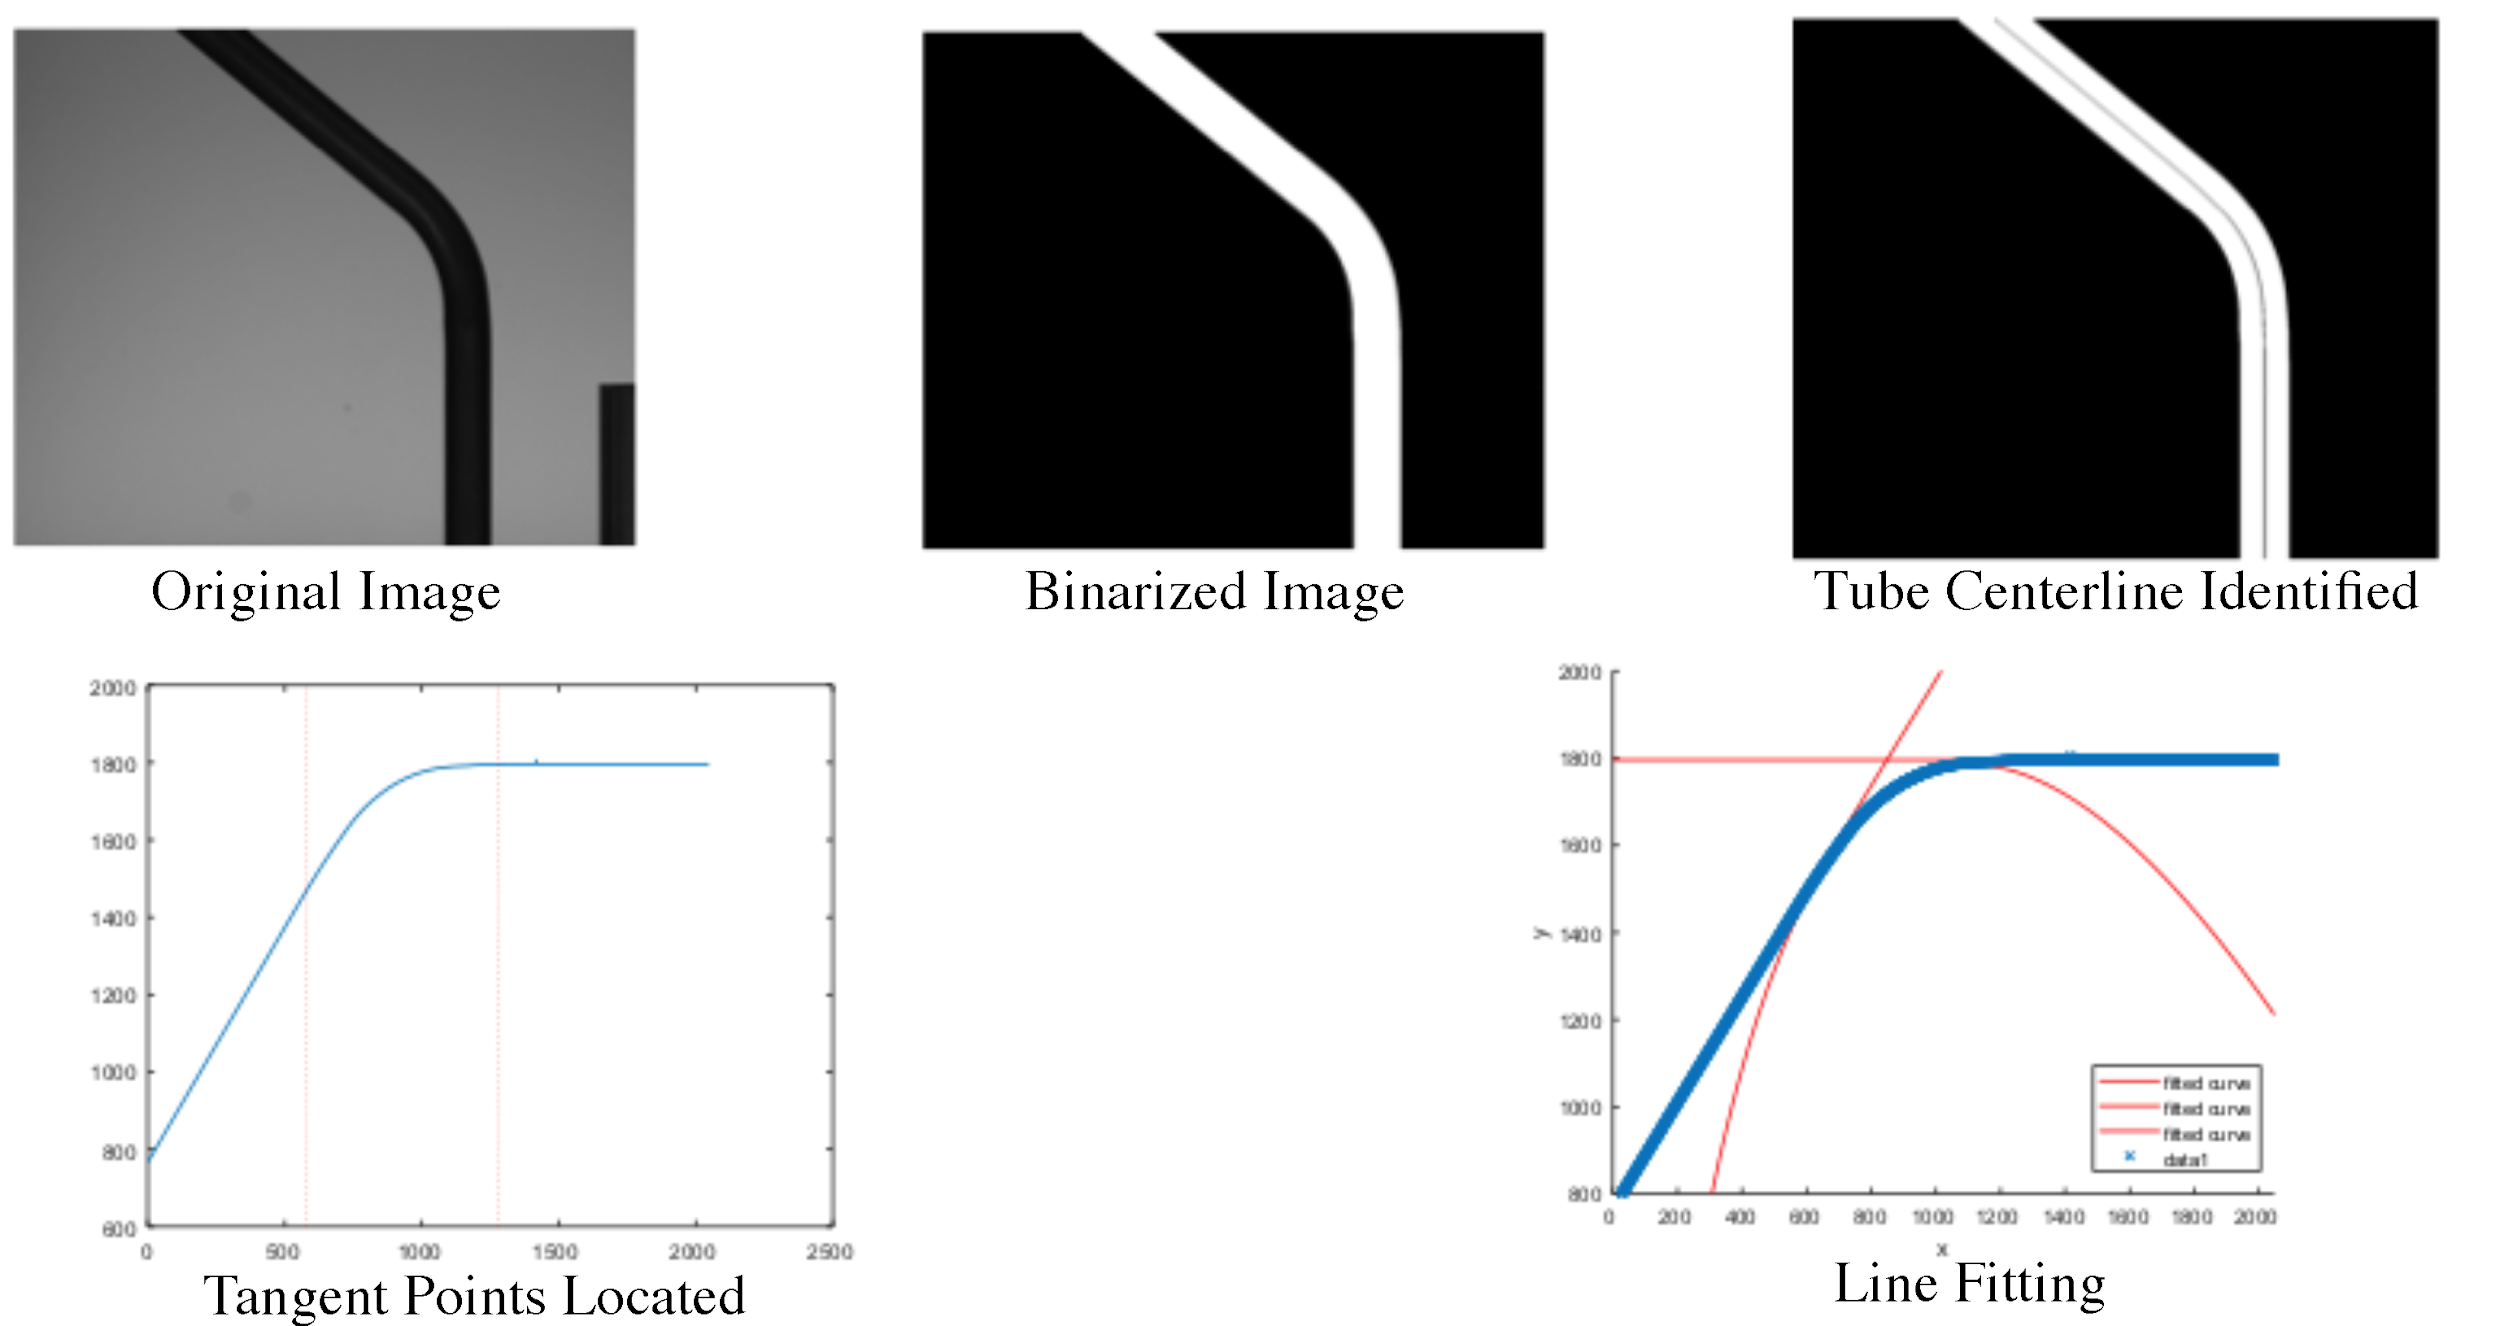 Original Image
Binarized Image
Tube Centerline Identified
2000
1800
1600
1400
1200
1000
800
600
0 500 1000 1500 2000 2500
Tangent Points Located
2000
1800
1600
1400
1200
1000
800
y
fitted curve
fitted curve
fitted curve
data1
0 200 400 600 800 1000 1200 1400 1600 1800 2000
x
Line Fitting